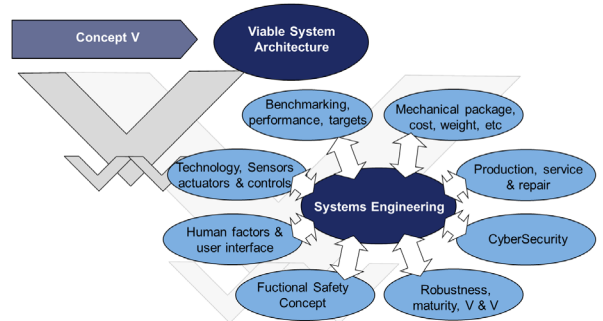 Concept V
Viable System
Architecture
Benchmarking,
performance, targets
Mechanical package,
cost, weight, etc
Technology, Sensors
actuators & controls
Production, service
& repair
Systems Engineering
Human factors &
user interface
CyberSecurity
Fuctional Safety
Concept
Robustness,
maturity, V & V